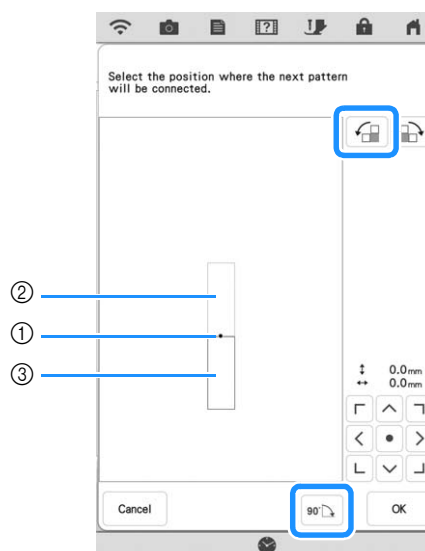 Select the position where the next pattern
will be connected.
②
①
③
0.0mm
0.0mm
Cancel
90°
OK